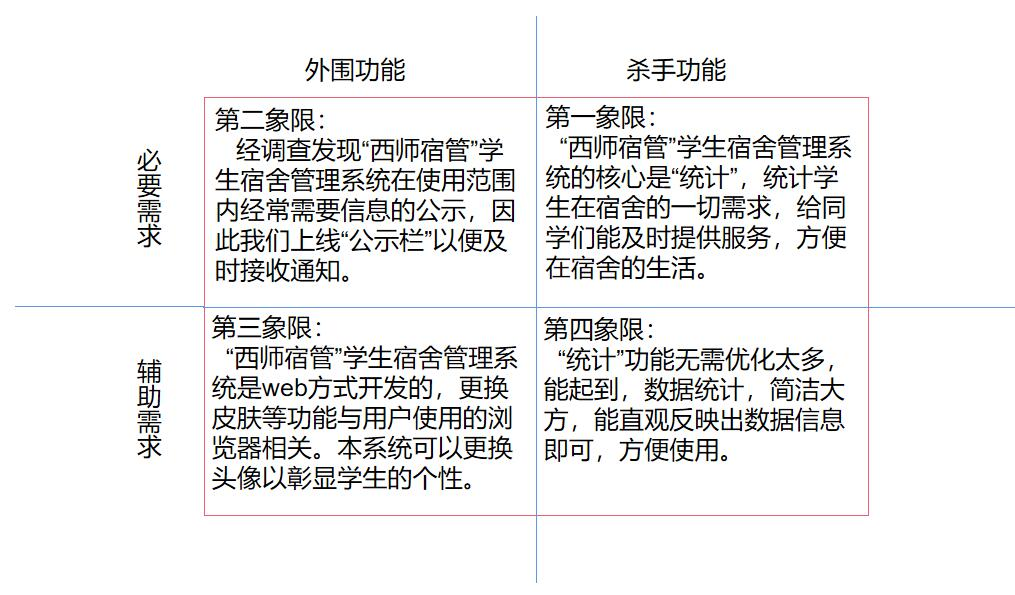 外围功能
杀手功能
必要需求
第二象限：
经调查发现“西师宿管”学
生宿舍管理系统在使用范围
内经常需要信息的公示，因
此我们上线“公示栏”以便及
时接收通知。
第一象限：
“西师宿管”学生宿舍管理系
统的核心是“统计”，统计学
生在宿舍的一切需求，给同
学们能及时提供服务，方便
在宿舍的生活。
辅助需求
第三象限：
“西师宿管”学生宿舍管理系
统是web方式开发的，更换
皮肤等功能与用户使用的浏
览器相关。本系统可以更换
头像以彰显学生的个性。
第四象限：
“统计”功能无需优化太多，
能起到，数据统计，简洁大
方，能直观反映出数据信息
即可，方便使用。